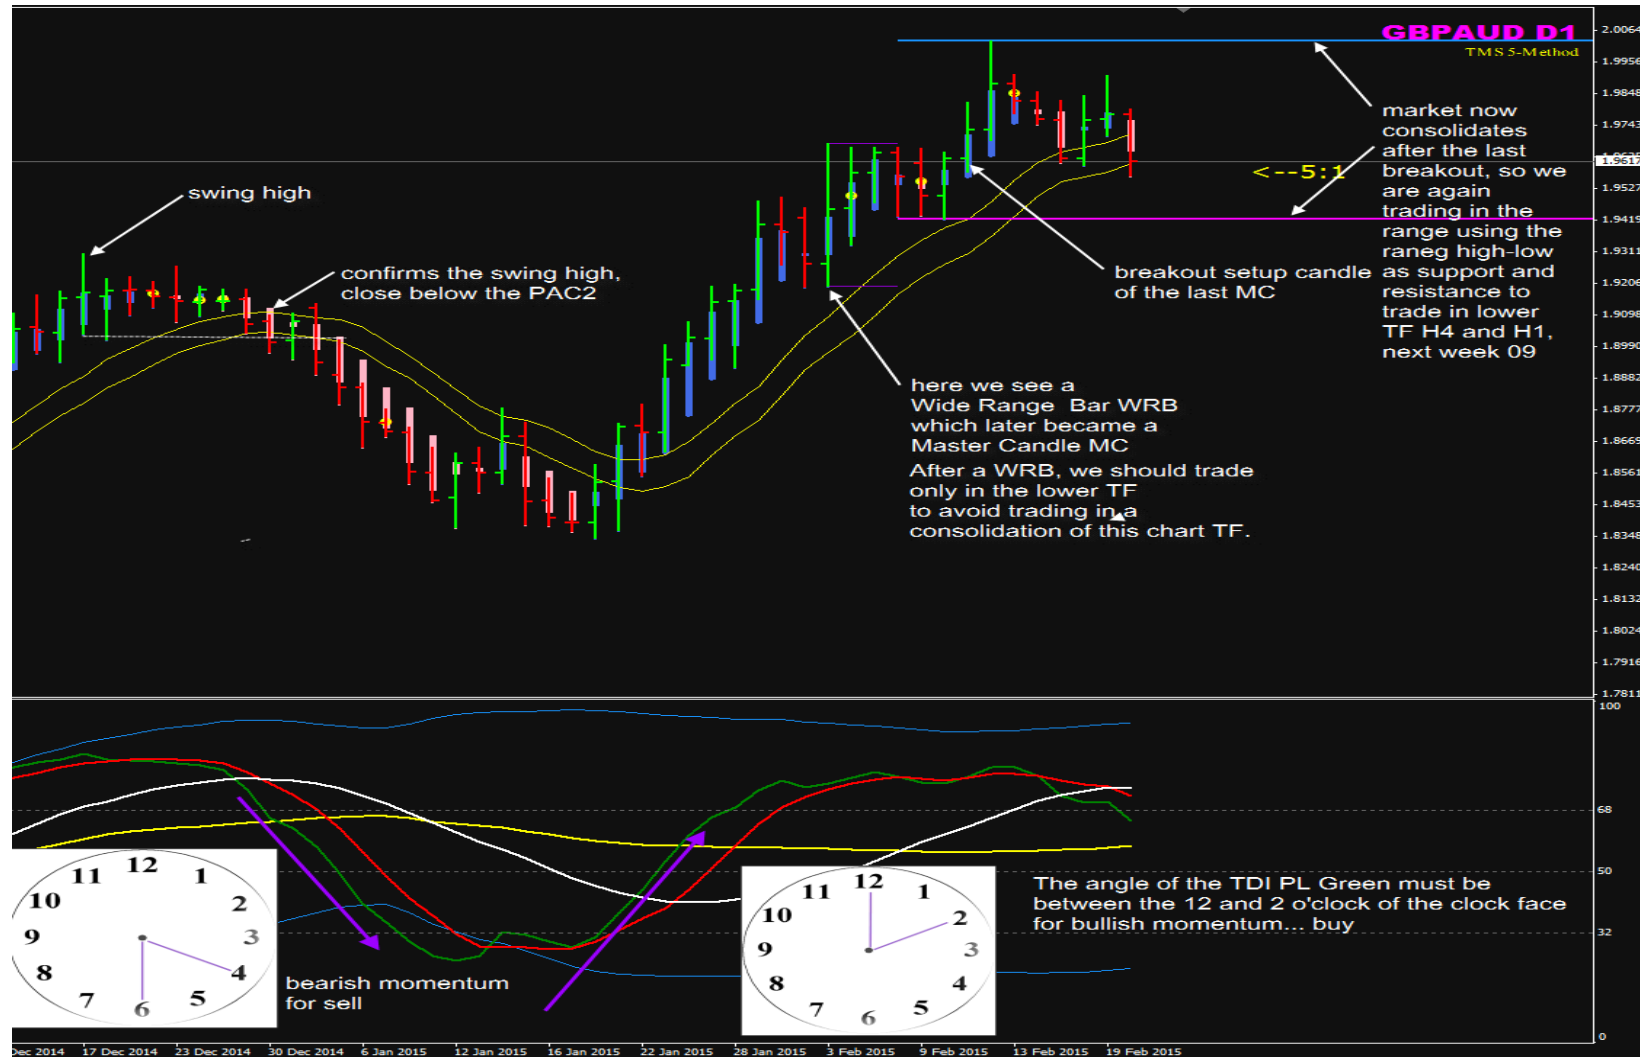 GBPAUD D1
TMS 5-Method
swing high
confirms the swing high,
close below the PAC2
<--5:1
market now
consolidates
after the last
breakout, so we
are again
trading in the
range using the
raneg high-low
as support and
resistance to
trade in lower
TF H4 and H1,
next week 09
breakout setup candle
of the last MC
here we see a
Wide Range Bar WRB
which later became a
Master Candle MC
After a WRB, we should trade
only in the lower TF
to avoid trading in a
consolidation of this chart TF.
2.0064
1.9956
1.9848
1.9743
1.9617
1.9527
1.9419
1.9311
1.9206
1.9098
1.8990
1.8882
1.8777
1.8669
1.8561
1.8453
1.8348
1.8240
1.8132
1.8024
1.7916
1.7811
100
68
50
32
0
12
1
2
3
4
5
6
7
8
9
10
11
bearish momentum
for sell
12
1
2
3
4
5
6
7
8
9
10
11
The angle of the TDI PL Green must be
between the 12 and 2 o'clock of the clock face
for bullish momentum... buy
Dec 2014
17 Dec 2014
23 Dec 2014
30 Dec 2014
6 Jan 2015
12 Jan 2015
16 Jan 2015
22 Jan 2015
28 Jan 2015
3 Feb 2015
9 Feb 2015
13 Feb 2015
19 Feb 2015